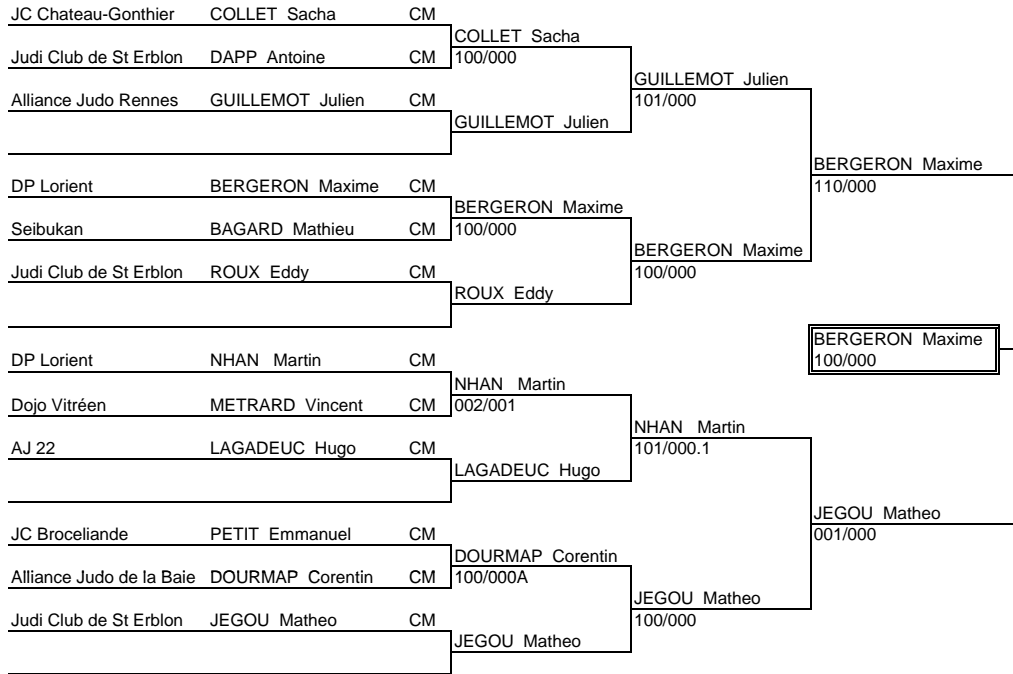 JC Chateau-Gonthier COLLET Sacha CM
COLLET Sacha
Judi Club de St Erblon DAPP Antoine CM 100/000
GUILLEMOT Julien
Alliance Judo Rennes GUILLEMOT Julien CM 101/000
GUILLEMOT Julien
BERGERON Maxime
DP Lorient BERGERON Maxime CM 110/000
BERGERON Maxime
Seibukan BAGARD Mathieu CM 100/000
BERGERON Maxime
Judi Club de St Erblon ROUX Eddy CM 100/000
ROUX Eddy
BERGERON Maxime
DP Lorient NHAN Martin CM 100/000
NHAN Martin
Dojo Vitréen METRARD Vincent CM 002/001
NHAN Martin
AJ 22 LAGADEUC Hugo CM 101/000.1
LAGADEUC Hugo
JEGOU Matheo
JC Broceliande PETIT Emmanuel CM 001/000
DOURMAP Corentin
Alliance Judo de la Baie DOURMAP Corentin CM 100/000A
JEGOU Matheo
Judi Club de St Erblon JEGOU Matheo CM 100/000
JEGOU Matheo